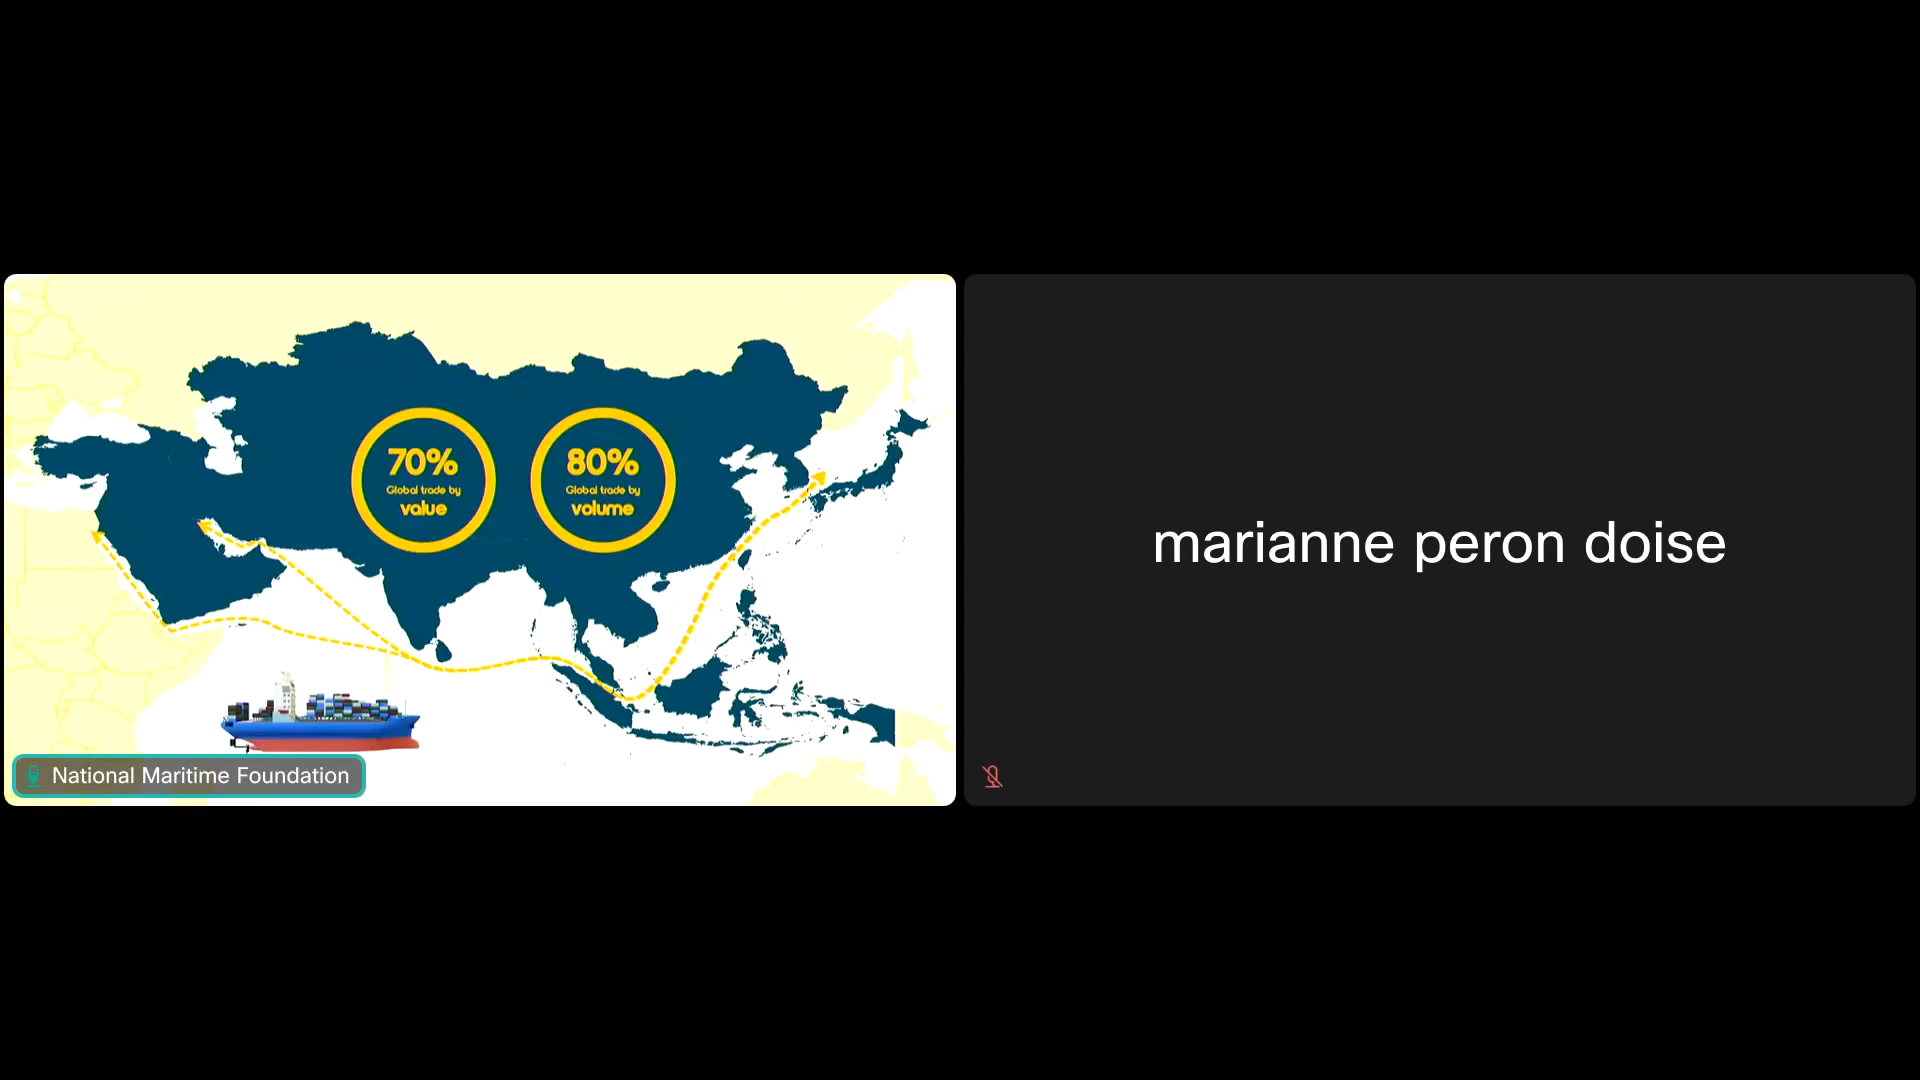 70%
Global trade by
value
80%
Global trade by
volume
National Maritime Foundation
marianne peron doise